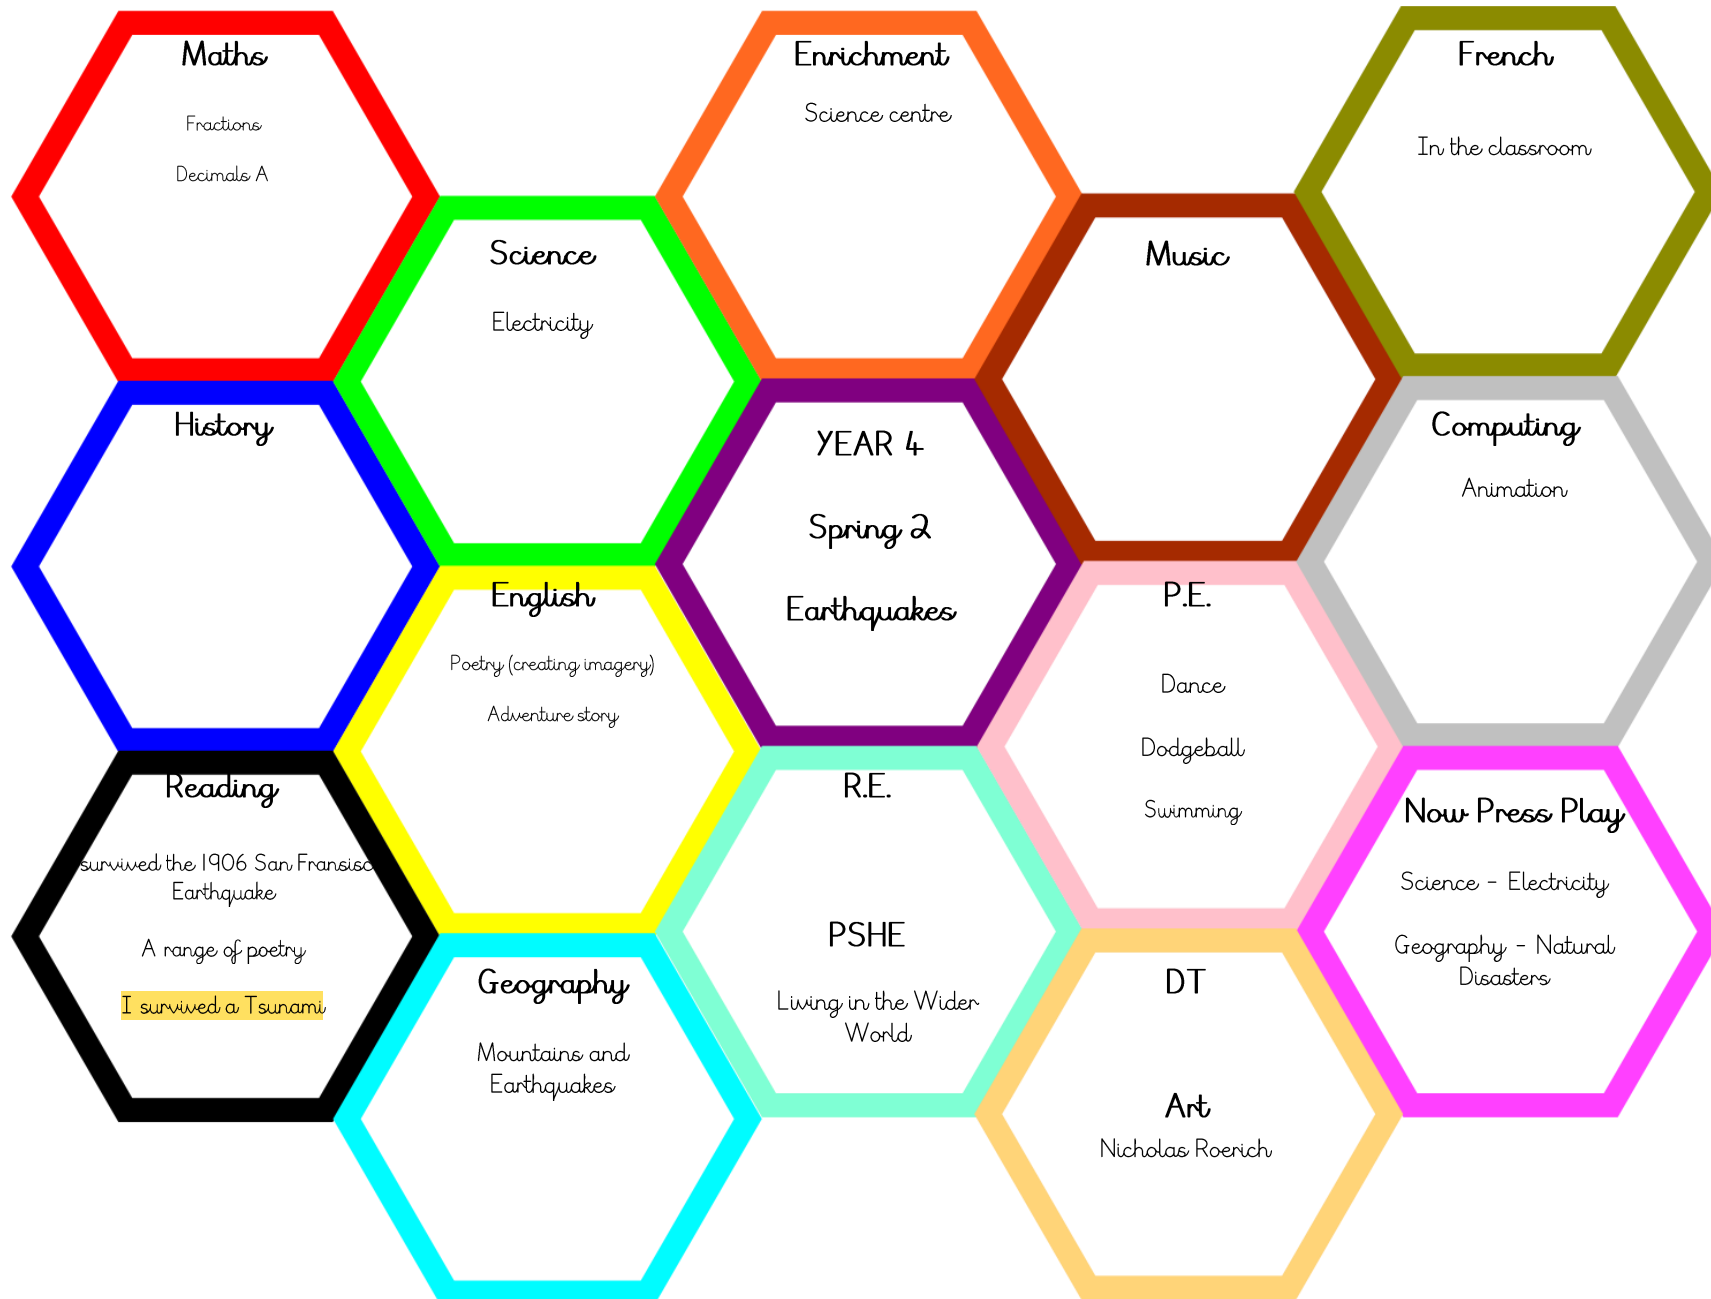 Maths
Fractions
Decimals A
Enrichment
Science centre
French
In the classroom
Science
Electricity
Music
History
YEAR 4
Spring 2
Earthquakes
Computing
Animation
English
Poetry (creating imagery)
Adventure story
P.E.
Dance
Dodgeball
Swimming
Reading
survived the 1906 San Fransisc
Earthquake
A range of poetry
I survived a Tsunami
R.E.
PSHE
Living in the Wider
World
Now Press Play
Science - Electricity
Geography - Natural
Disasters
Geography
Mountains and
Earthquakes
DT
Art
Nicholas Roerich